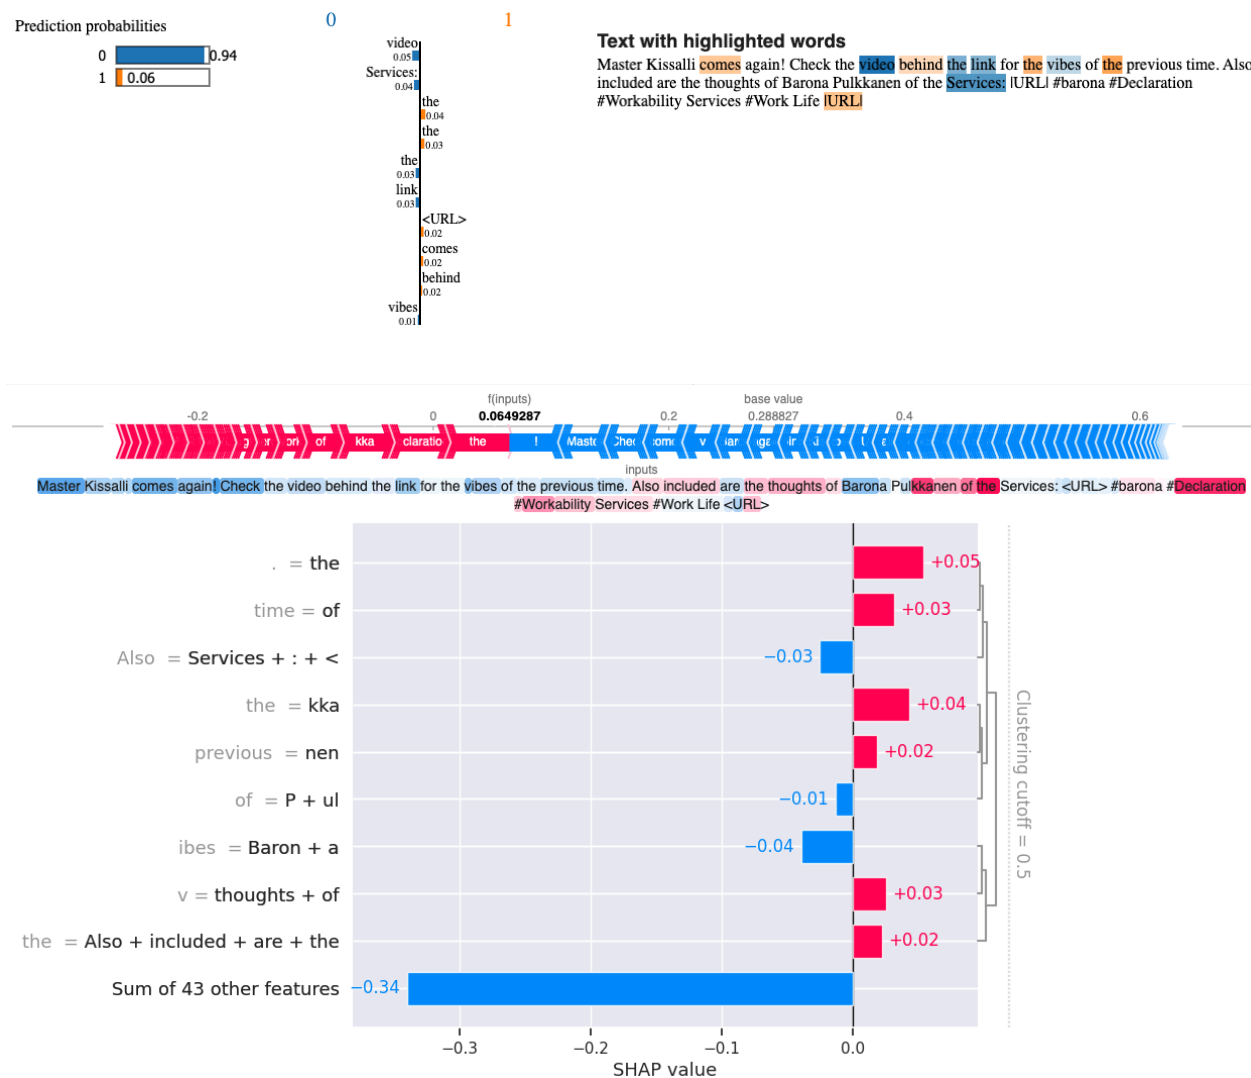 Prediction probabilities
0 0.94
1 0.06
0 1
video
0.05
Services:
0.04
the
0.04
the
0.03
the
0.03
link
0.03
<URL>
0.02
comes
0.02
behind
0.02
vibes
0.01
Text with highlighted words
Master Kissalli comes again! Check the video behind the link for the vibes of the previous time. Also
included are the thoughts of Barona Pulkkanen of the Services: |URL| #barona #Declaration
#Workability Services #Work Life |URL|
f(inputs) base value
-0.2 0 0.0649287 0.2 0.288827 0.4 0.6
of kka claratio the ! Mast Chec com v
inputs
Master Kissalli comes again! Check the video behind the link for the vibes of the previous time. Also included are the thoughts of Barona Pulkkanen of the Services: <URL> #barona #Declaration
#Workability Services #Work Life <URL>
. = the +0.05
time = of +0.03
Also = Services + : + < −0.03
the = kka +0.04
previous = nen +0.02
of = P + ul −0.01
ibes = Baron + a −0.04
v = thoughts + of +0.03
the = Also + included + are + the +0.02
Sum of 43 other features −0.34
Clustering cutoff = 0.5
−0.3 −0.2 −0.1 0.0
SHAP value